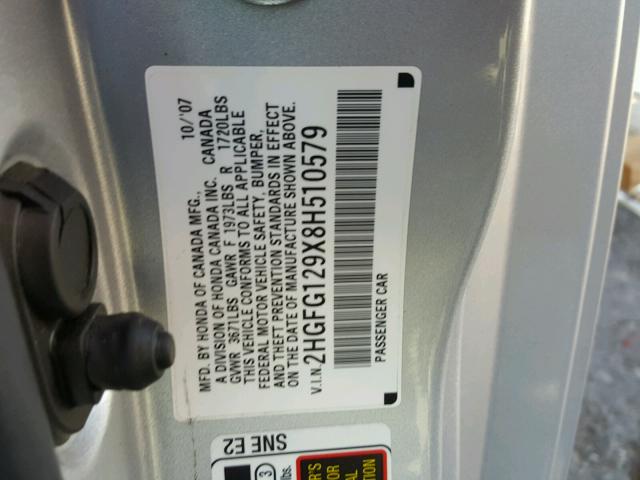 MFD. BY HONDA OF CANADA MFG., 10/'07
A DIVISION OF HONDA CANADA INC. CANADA
GVWR 3671LBS GAWR F 1973LBS R 1720LBS
THIS VEHICLE CONFORMS TO ALL APPLICABLE
FEDERAL MOTOR VEHICLE SAFETY, BUMPER,
AND THEFT PREVENTION STANDARDS IN EFFECT
ON THE DATE OF MANUFACTURE SHOWN ABOVE.
V.I.N. 2HGFG129X8H510579
PASSENGER CAR
SNE E2
3
lbs.